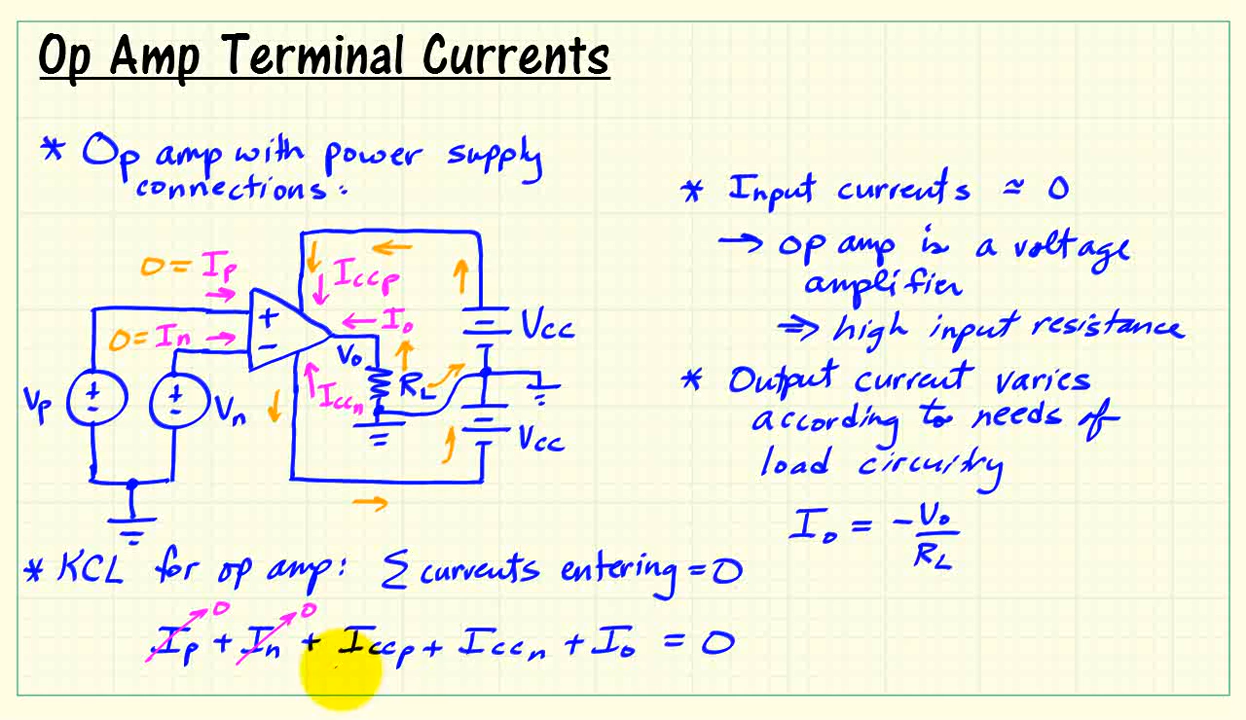 Op Amp Terminal Currents
* Op amp with power supply
connections:
0 = Ip
Iccp
+
Io
Vcc
0 = In
-
Vo
Vp
+
-
+
-
Vn
Iccn
RL
Vcc
* KCL for op amp: Σ currents entering = 0
Ip + In + Iccp + Iccn + Io = 0
0
0
* Input currents ≈ 0
→ op amp is a voltage
amplifier
⇒ high input resistance
* Output current varies
according to needs of
load circuitry
Io = -Vo/RL